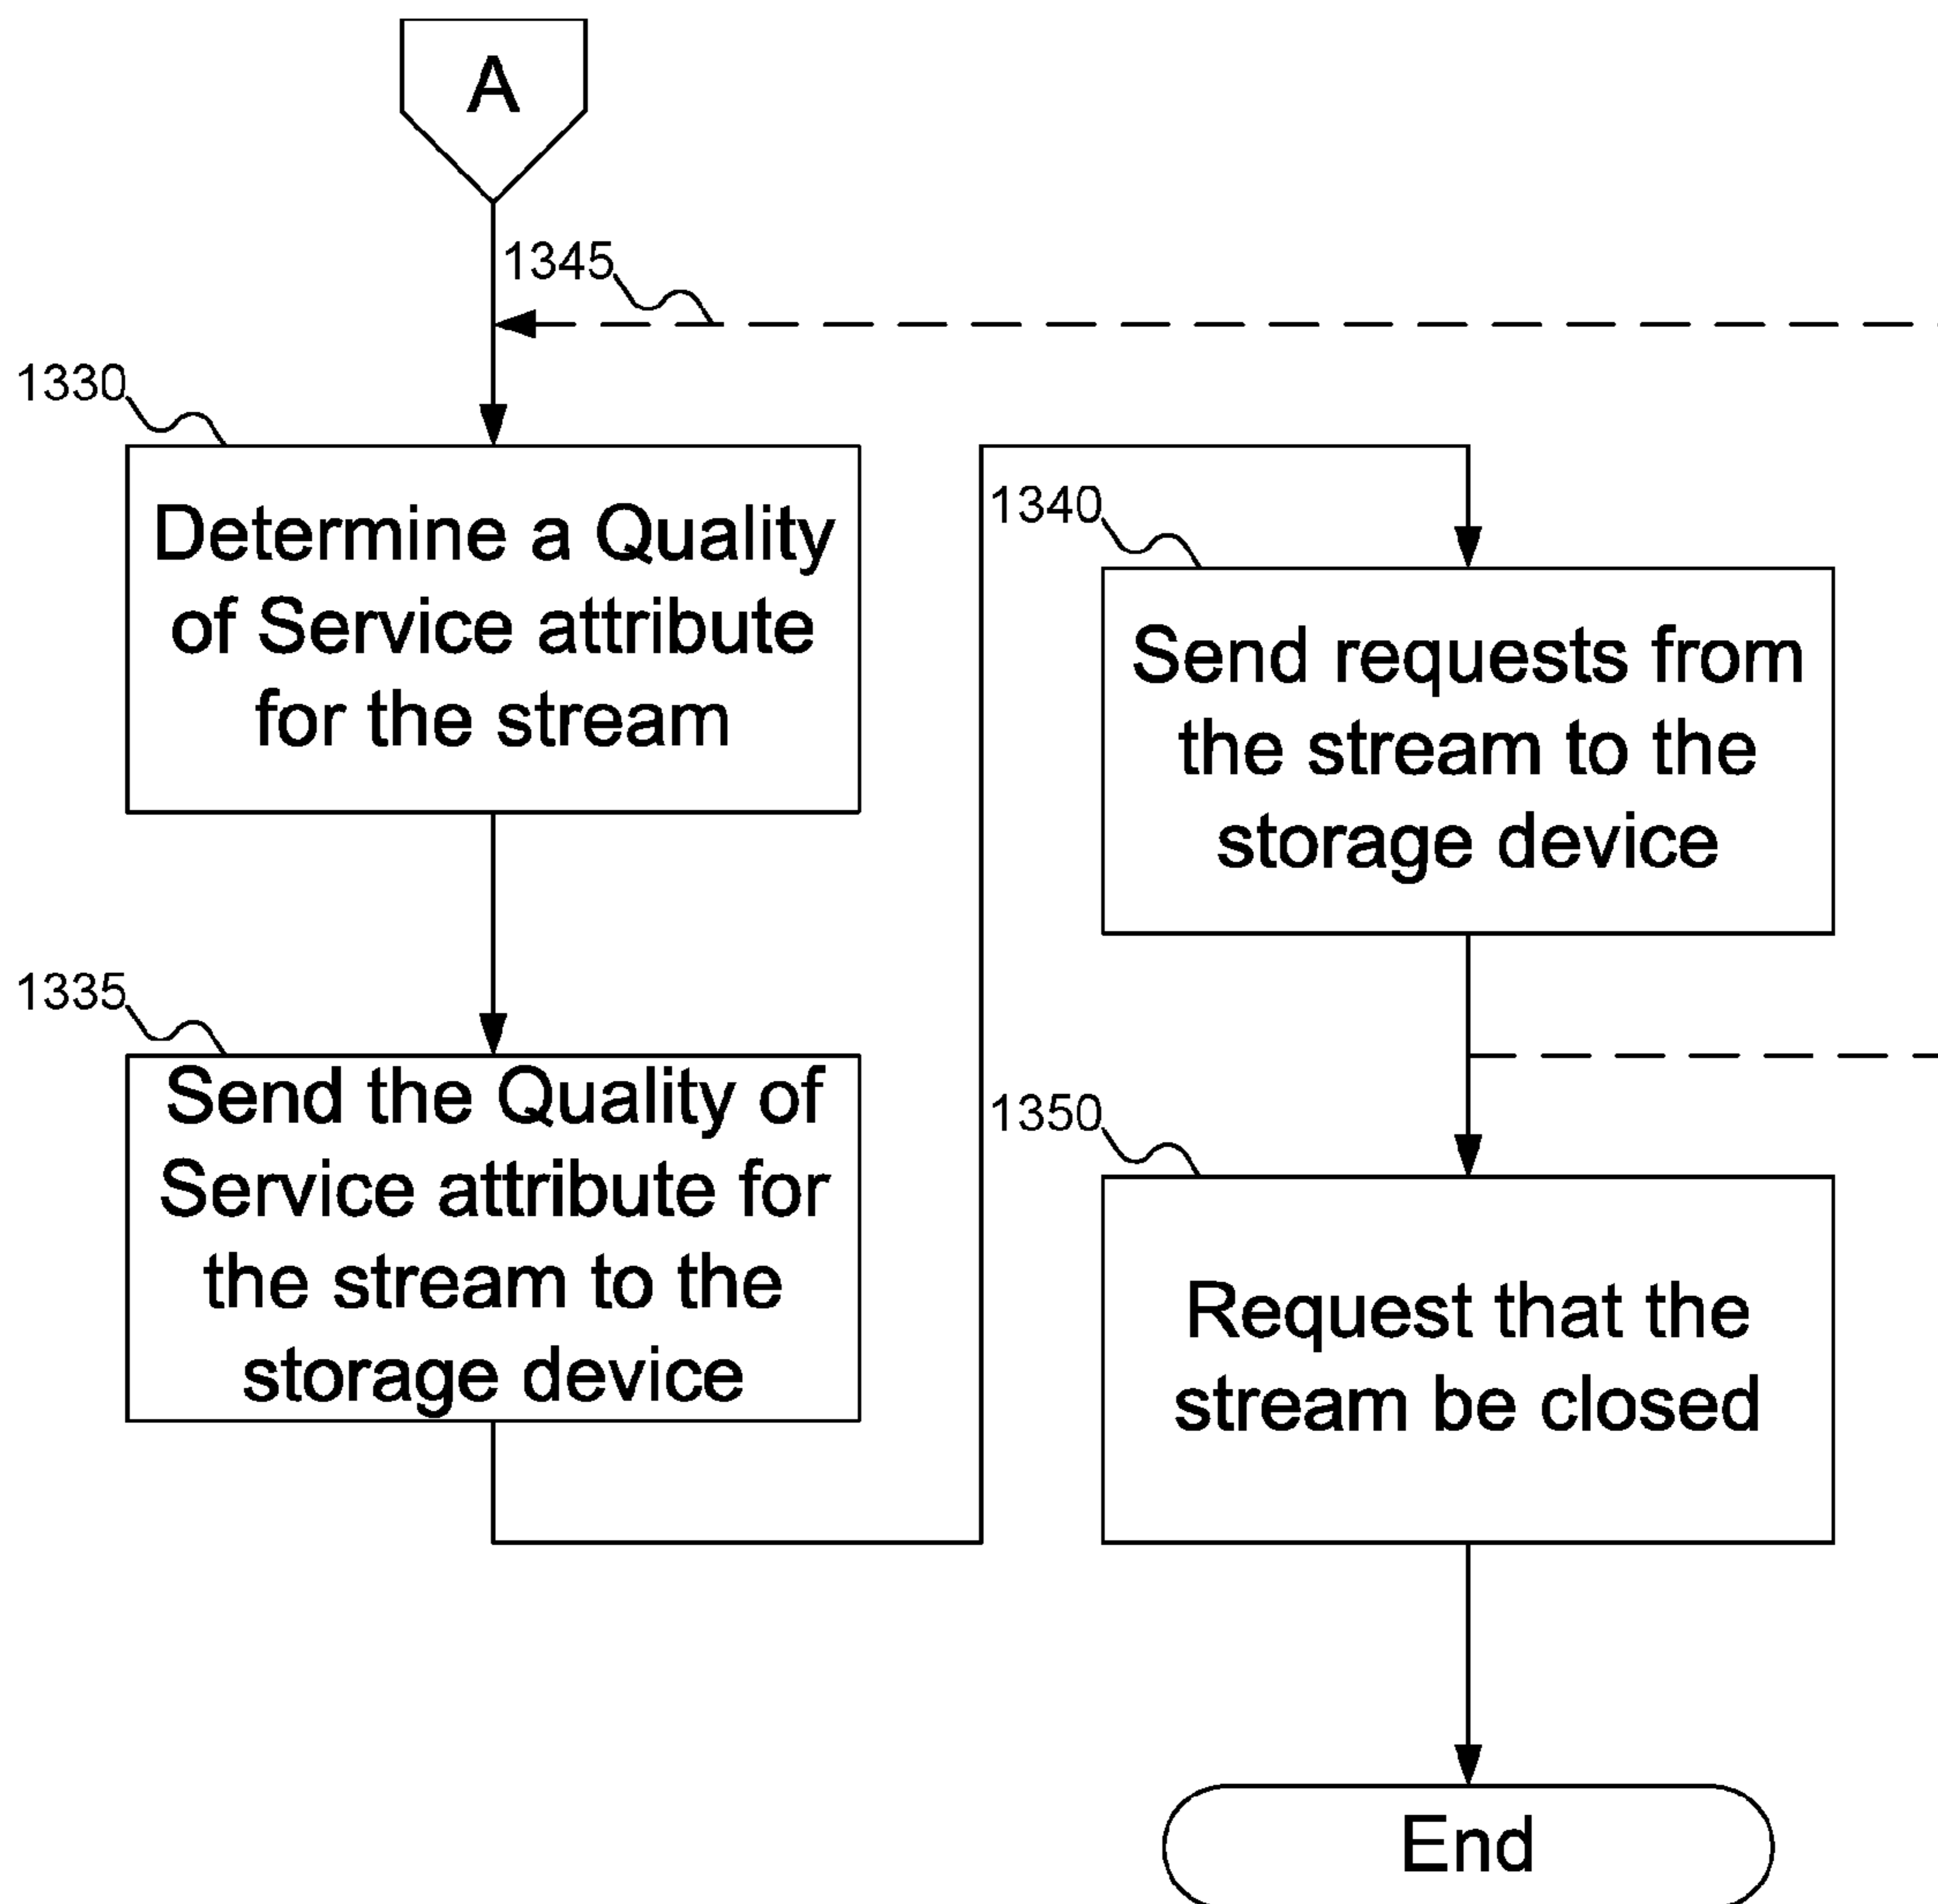 A
1345
1330
Determine a Quality
of Service attribute
for the stream
1335
Send the Quality of
Service attribute for
the stream to the
storage device
1340
Send requests from
the stream to the
storage device
1350
Request that the
stream be closed
End